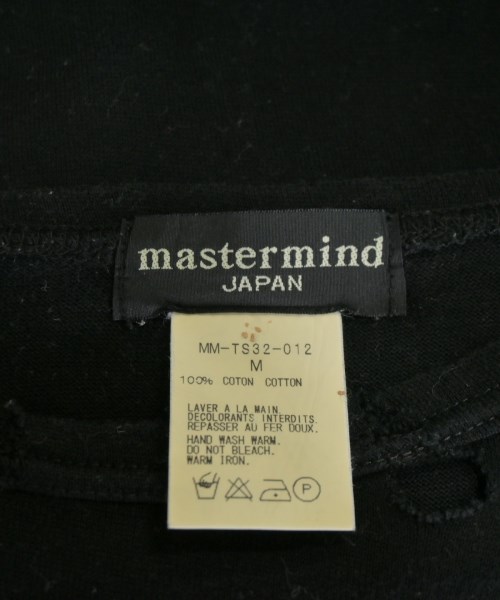 mastermind
JAPAN
MM-TS32-012
M
100% COTON COTTON
LAVER A LA MAIN
DECOLORANTS INTERDITS.
REPASSER AU FER DOUX.
HAND WASH WARM.
DO NOT BLEACH.
WARM IRON.
P